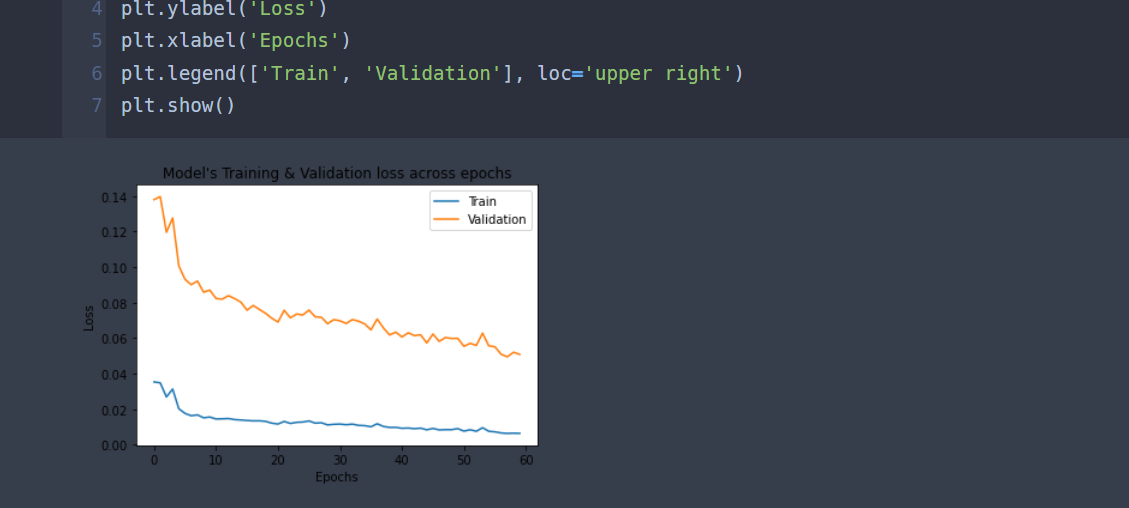 4 plt.ylabel('Loss')
5 plt.xlabel('Epochs')
6 plt.legend(['Train', 'Validation'], loc='upper right')
7 plt.show()
Model's Training & Validation loss across epochs
Train
Validation
0.14
0.12
0.10
0.08
0.06
0.04
0.02
0.00
Loss
0 10 20 30 40 50 60
Epochs